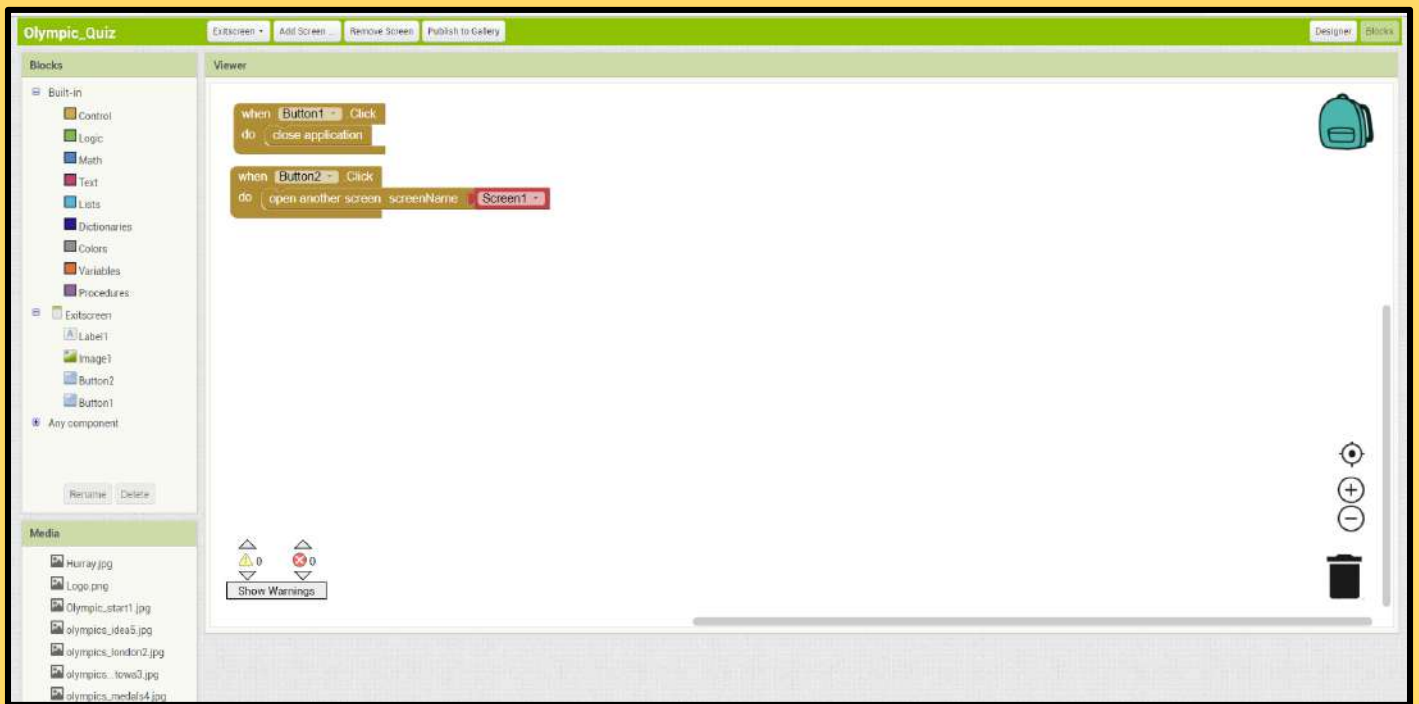 Olympic_Quiz
Exitscreen
Add Screen ...
Remove Screen
Publish to Gallery
Designer
Blocks
Blocks
Viewer
Built-in
Control
Logic
Math
Text
Lists
Dictionaries
Colors
Variables
Procedures
Exitscreen
Label1
Image1
Button2
Button1
Any component
Rename
Delete
Media
Hurray.jpg
Logo.png
Olympic_start1.jpg
olympics_idea5.jpg
olympics_london2.jpg
olympics...towa3.jpg
olympics_medals4.jpg
when Button1 .Click
do close application
when Button2 .Click
do open another screen screenName Screen1
0 0
Show Warnings